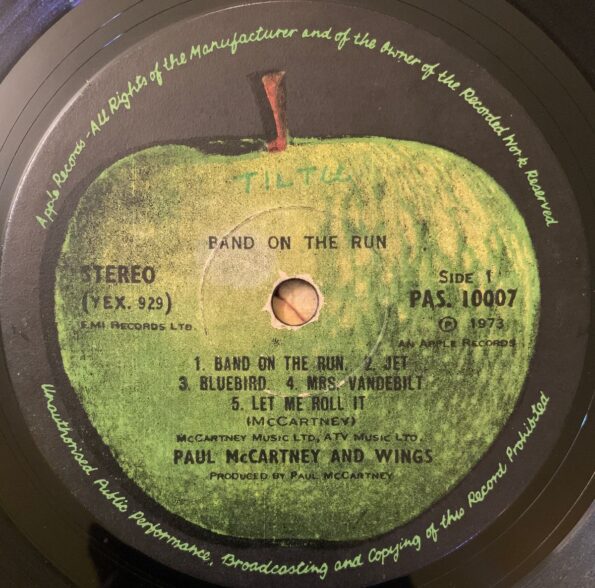 Apple Records · All Rights of the Manufacturer and of the Owner of the Recorded Work Reserved
BAND ON THE RUN
STEREO
(YEX. 929)
EMI RECORDS LTD.
SIDE 1
PAS. 10007
℗ 1973
AN APPLE RECORDS
1. BAND ON THE RUN. 2. JET
3. BLUEBIRD. 4. MRS. VANDEBILT
5. LET ME ROLL IT
(McCARTNEY)
McCARTNEY MUSIC LTD, ATV MUSIC LTD.
PAUL McCARTNEY AND WINGS
PRODUCED BY PAUL McCARTNEY
Unauthorised Public Performance, Broadcasting and Copying of this Record Prohibited